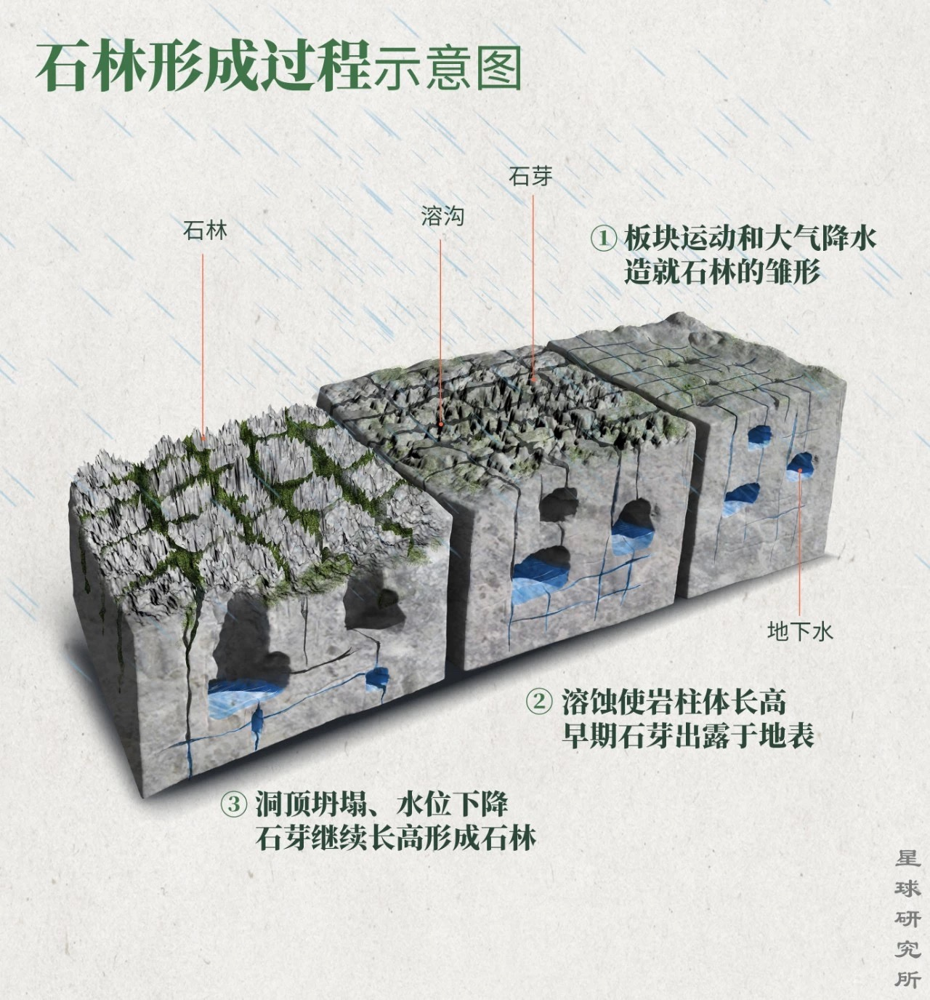 石林形成过程示意图
石芽
溶沟
石林
① 板块运动和大气降水
造就石林的雏形
地下水
② 溶蚀使岩柱体长高
早期石芽出露于地表
③ 洞顶坍塌、水位下降
石芽继续长高形成石林
星球研究所